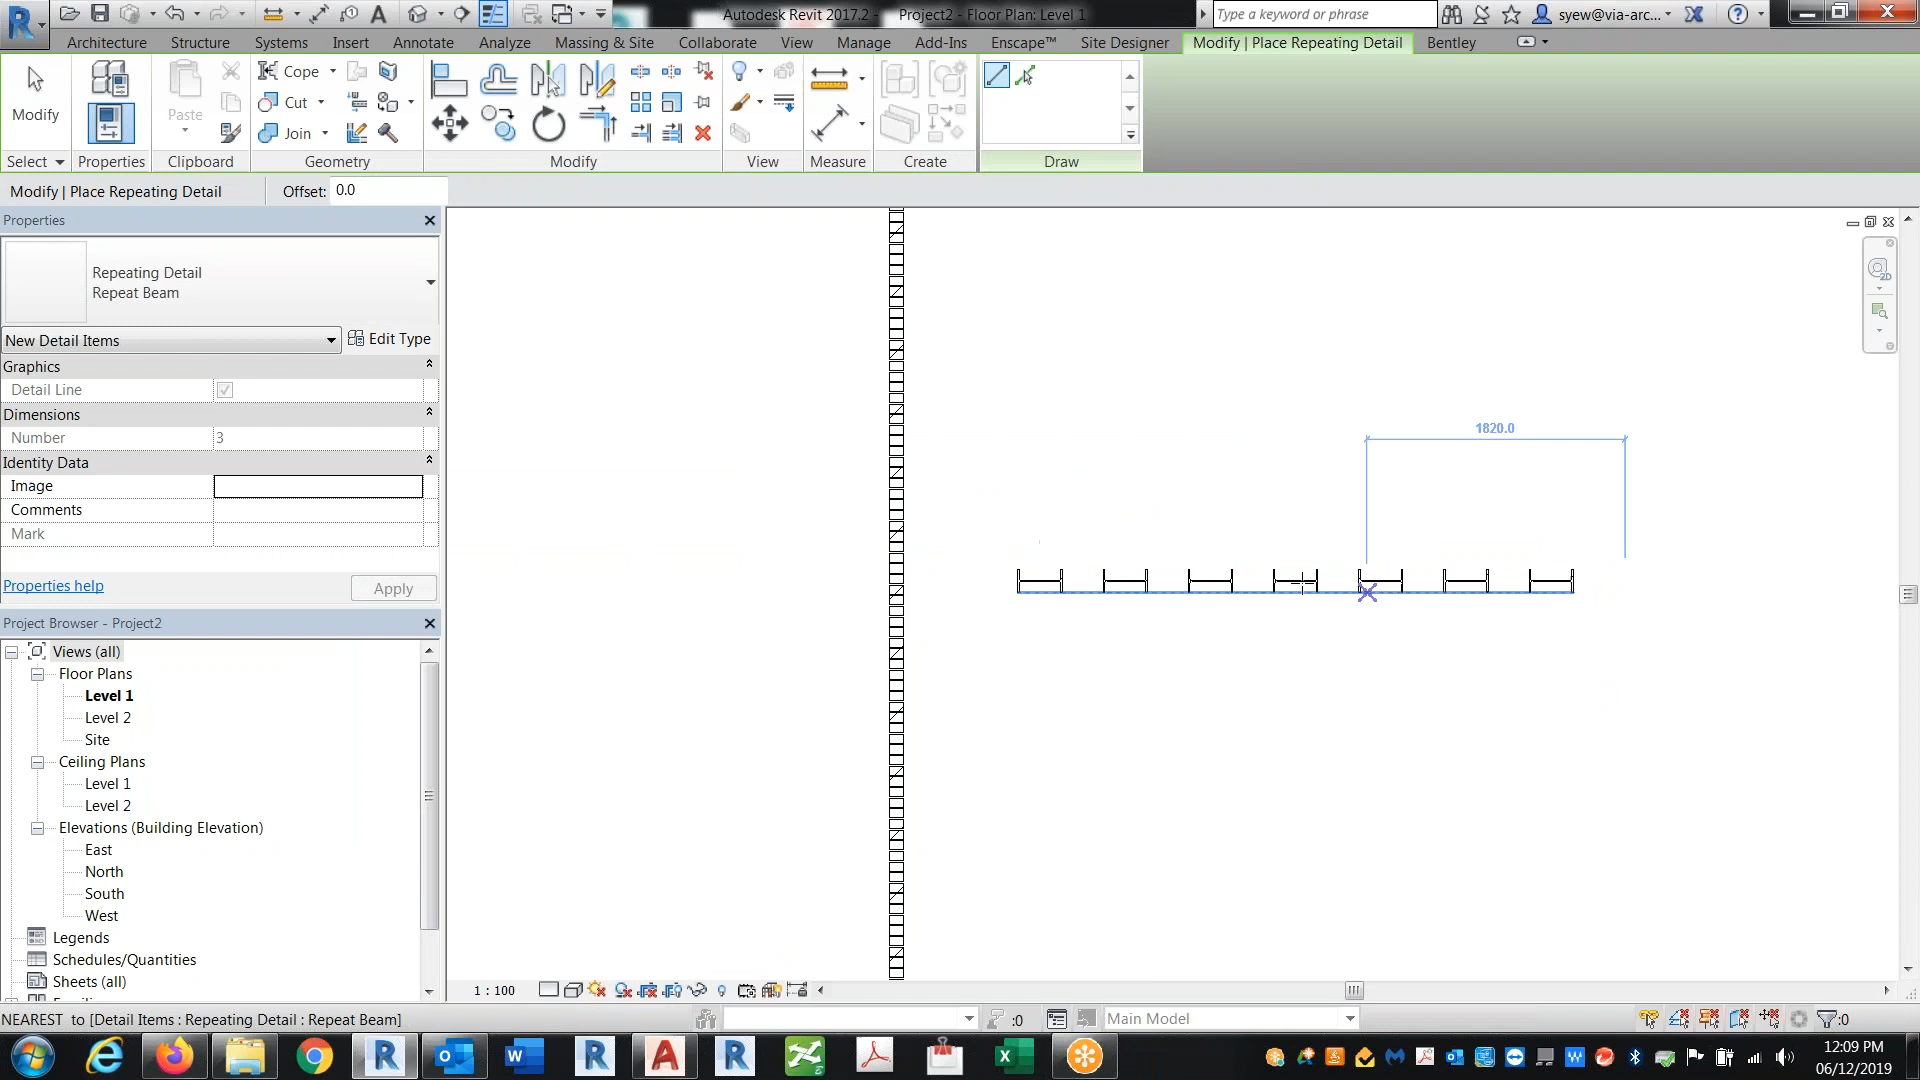 Autodesk Revit 2017.2 - Project2 - Floor Plan: Level 1
Type a keyword or phrase
syew@via-arc...
Architecture Structure Systems Insert Annotate Analyze Massing & Site Collaborate View Manage Add-Ins Enscape™ Site Designer Modify | Place Repeating Detail Bentley
Modify
Paste
Cope
Cut
Join
Select Properties Clipboard Geometry Modify View Measure Create Draw
Modify | Place Repeating Detail Offset: 0.0
Properties
Repeating Detail
Repeat Beam
New Detail Items Edit Type
Graphics
Detail Line
Dimensions
Number 3
Identity Data
Image
Comments
Mark
Properties help Apply
1820.0
Project Browser - Project2
Views (all)
Floor Plans
Level 1
Level 2
Site
Ceiling Plans
Level 1
Level 2
Elevations (Building Elevation)
East
North
South
West
Legends
Schedules/Quantities
Sheets (all)
1 : 100
NEAREST to [Detail Items : Repeating Detail : Repeat Beam]
:0
Main Model
:0
12:09 PM
06/12/2019